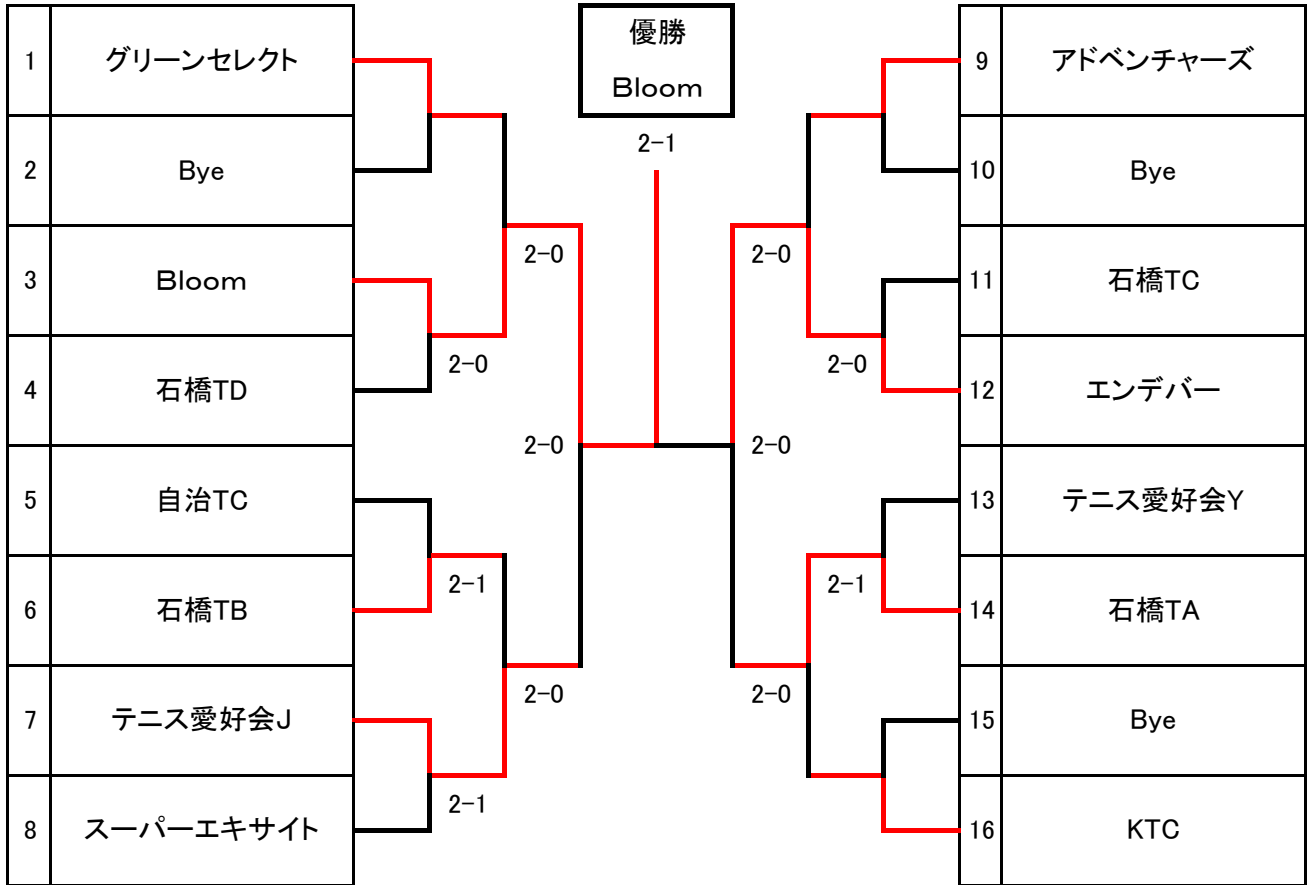 優勝
Bloom
2-1
1 グリーンセレクト
2 Bye
3 Bloom
4 石橋TD
5 自治TC
6 石橋TB
7 テニス愛好会J
8 スーパーエキサイト
2-0
2-0
2-0
2-1
2-0
2-1
9 アドベンチャーズ
10 Bye
11 石橋TC
12 エンデバー
13 テニス愛好会Y
14 石橋TA
15 Bye
16 KTC
2-0
2-0
2-0
2-1
2-0